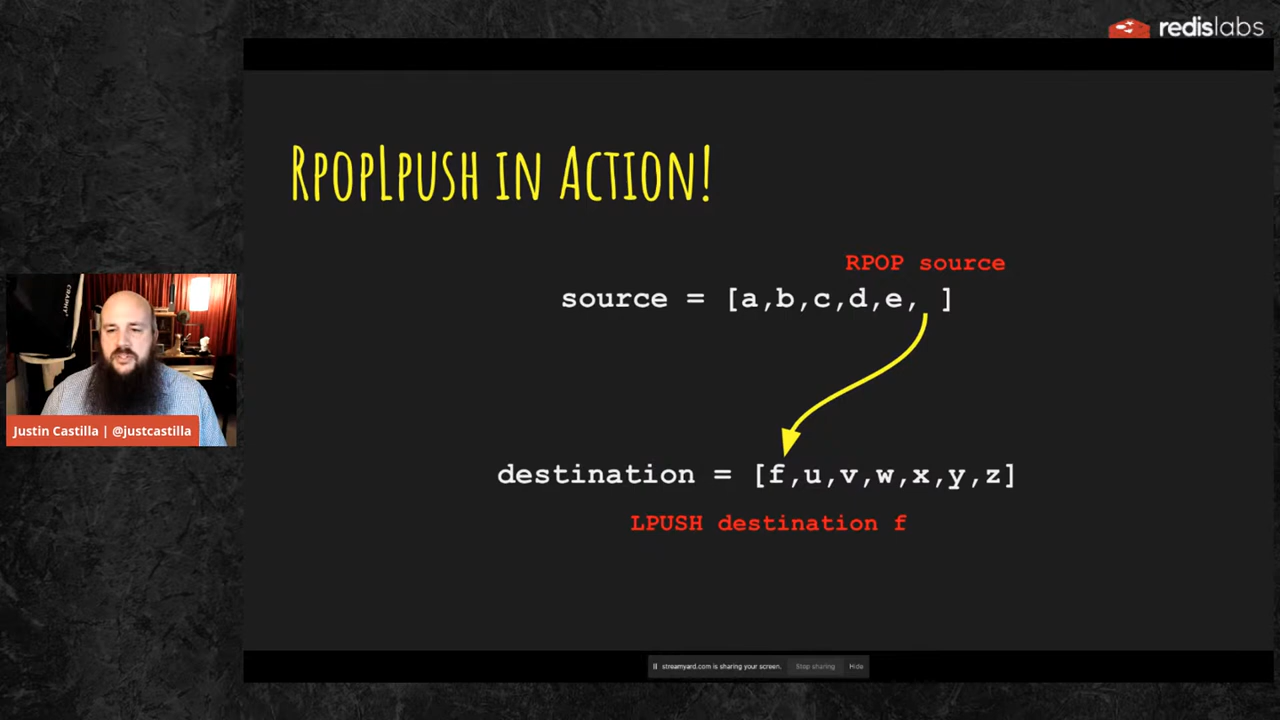 redislabs
RpopLpush in Action!
RPOP source
source = [a,b,c,d,e, ]
destination = [f,u,v,w,x,y,z]
LPUSH destination f
Justin Castilla | @justcastilla
streamyard.com is sharing your screen. Stop sharing Hide